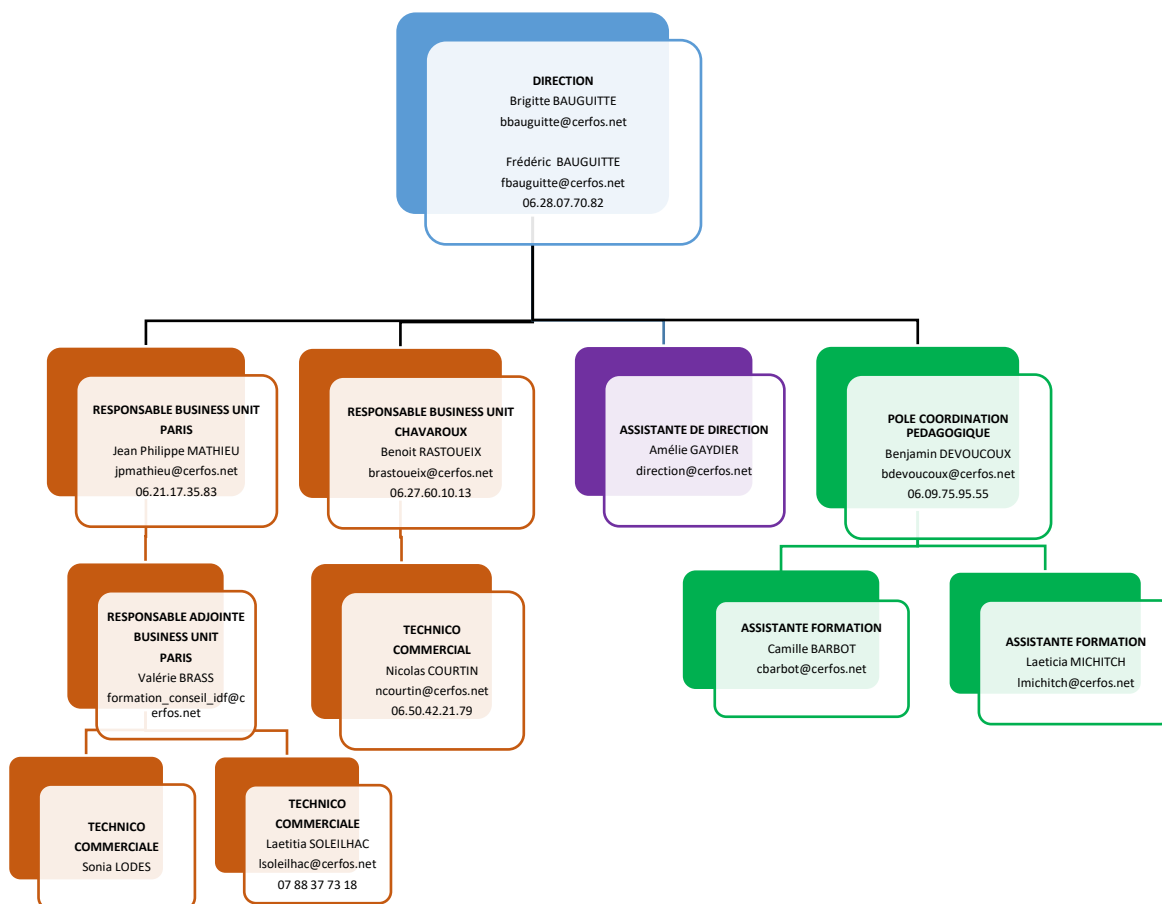 DIRECTION
Brigitte BAUGUITTE
bbauguitte@cerfos.net
Frédéric BAUGUITTE
fbauguitte@cerfos.net
06.28.07.70.82
RESPONSABLE BUSINESS UNIT
PARIS
Jean Philippe MATHIEU
jpmathieu@cerfos.net
06.21.17.35.83
RESPONSABLE BUSINESS UNIT
CHAVAROUX
Benoit RASTOUEIX
brastoueix@cerfos.net
06.27.60.10.13
ASSISTANTE DE DIRECTION
Amélie GAYDIER
direction@cerfos.net
POLE COORDINATION
PEDAGOGIQUE
Benjamin DEVOUCOUX
bdevoucoux@cerfos.net
06.09.75.95.55
RESPONSABLE ADJOINTE
BUSINESS UNIT
PARIS
Valérie BRASS
formation_conseil_idf@c
erfos.net
TECHNICO
COMMERCIAL
Nicolas COURTIN
ncourtin@cerfos.net
06.50.42.21.79
ASSISTANTE FORMATION
Camille BARBOT
cbarbot@cerfos.net
ASSISTANTE FORMATION
Laeticia MICHITCH
lmichitch@cerfos.net
TECHNICO
COMMERCIALE
Sonia LODES
TECHNICO
COMMERCIALE
Laetitia SOLEILHAC
lsoleilhac@cerfos.net
07 88 37 73 18